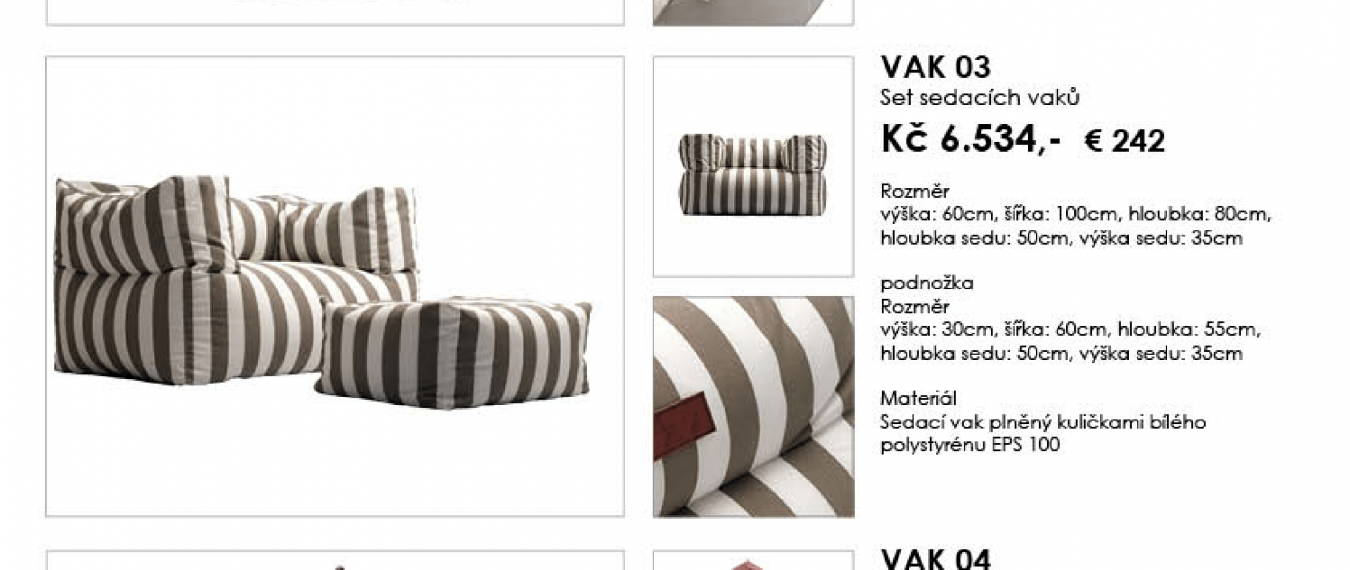 VAK 03
Set sedacích vaků
Kč 6.534,- € 242
Rozměr
výška: 60cm, šířka: 100cm, hloubka: 80cm,
hloubka sedu: 50cm, výška sedu: 35cm
podnožka
Rozměr
výška: 30cm, šířka: 60cm, hloubka: 55cm,
hloubka sedu: 50cm, výška sedu: 35cm
Materiál
Sedací vak plněný kuličkami bílého
polystyrénu EPS 100
VAK 04